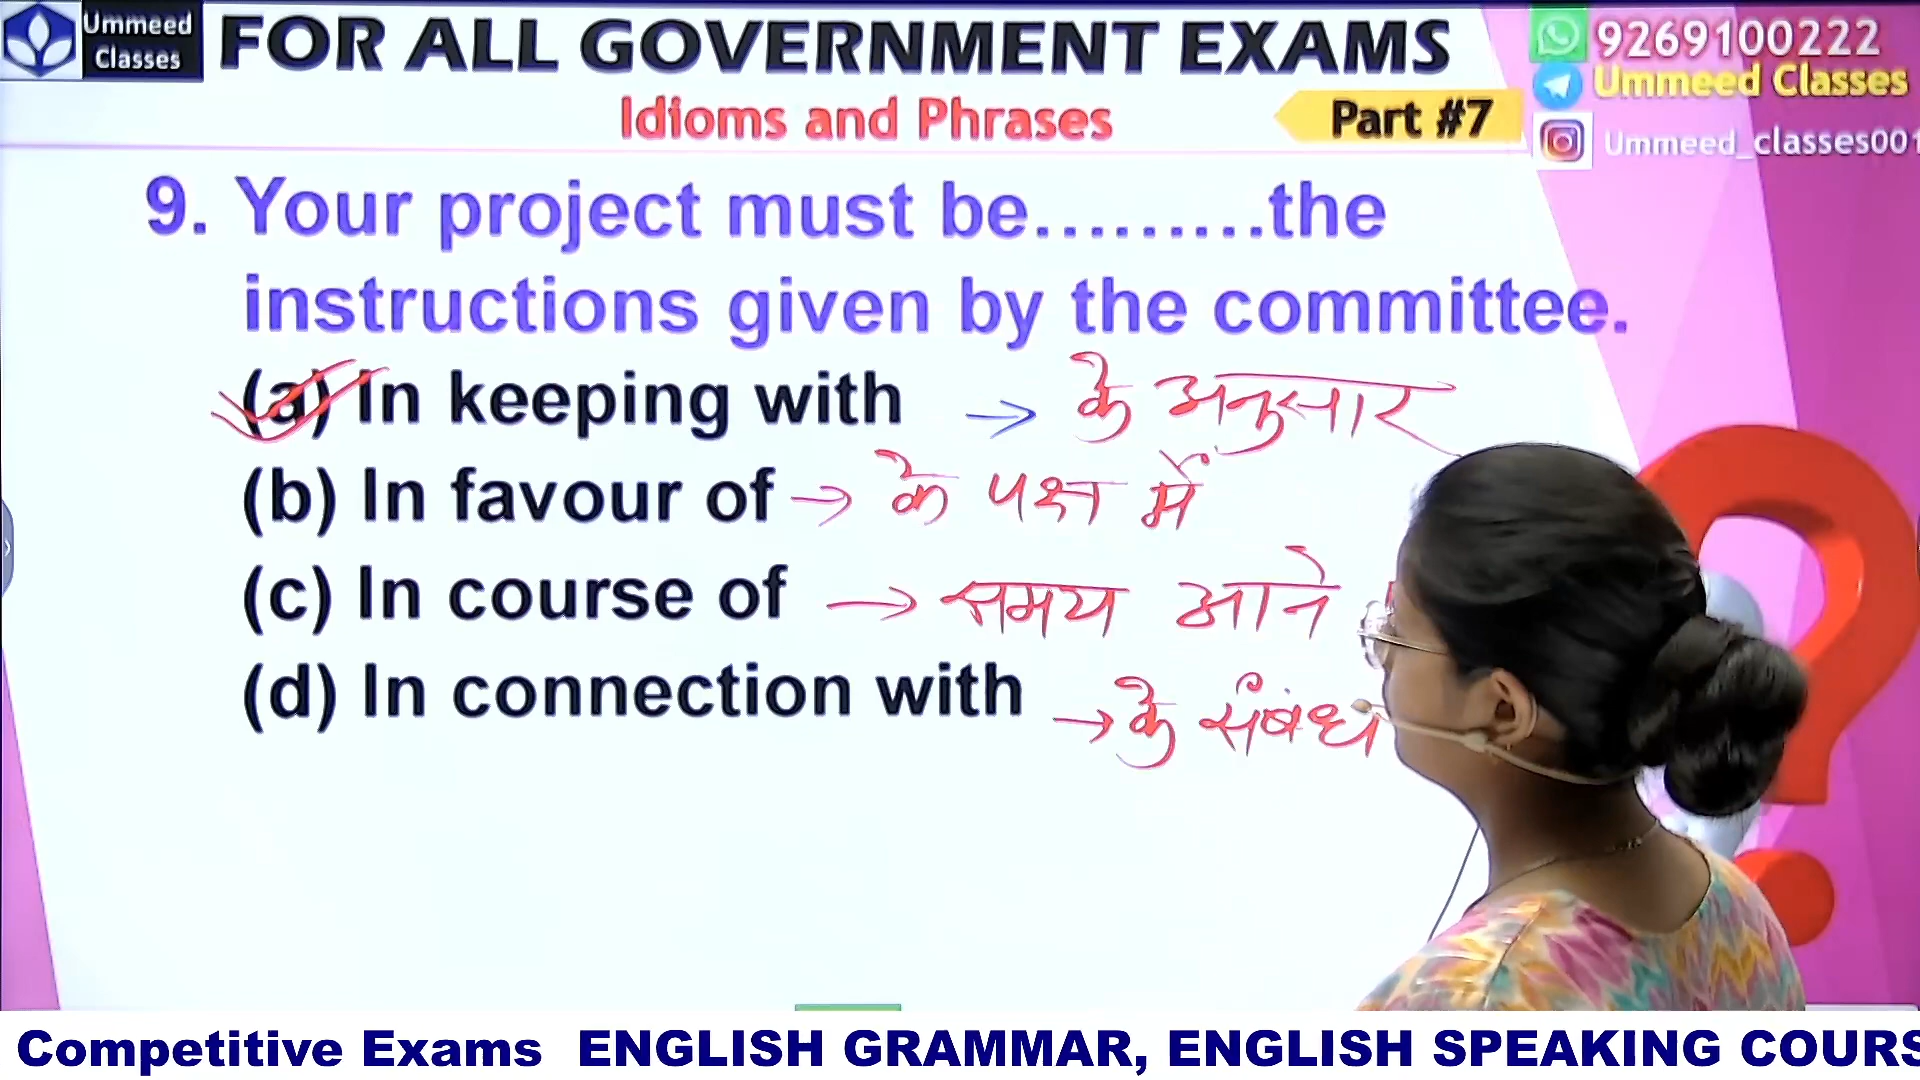 Ummeed
Classes
FOR ALL GOVERNMENT EXAMS
9269100222
Ummeed Classes
Idioms and Phrases
Part #7
Ummeed_classes001
9. Your project must be.........the
instructions given by the committee.
(a) In keeping with → के अनुसार
(b) In favour of → के पक्ष में
(c) In course of → समय आने
(d) In connection with → के संबंध
Competitive Exams ENGLISH GRAMMAR, ENGLISH SPEAKING